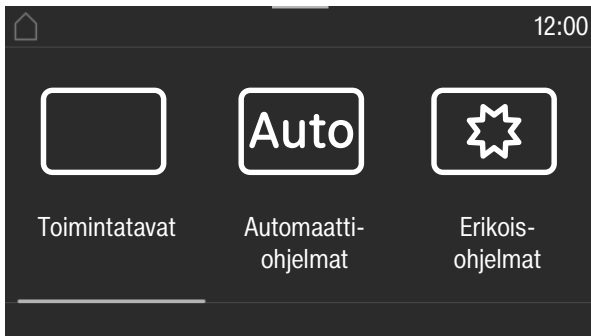 12:00
Auto
Toimintatavat
Automaatti-
ohjelmat
Erikois-
ohjelmat